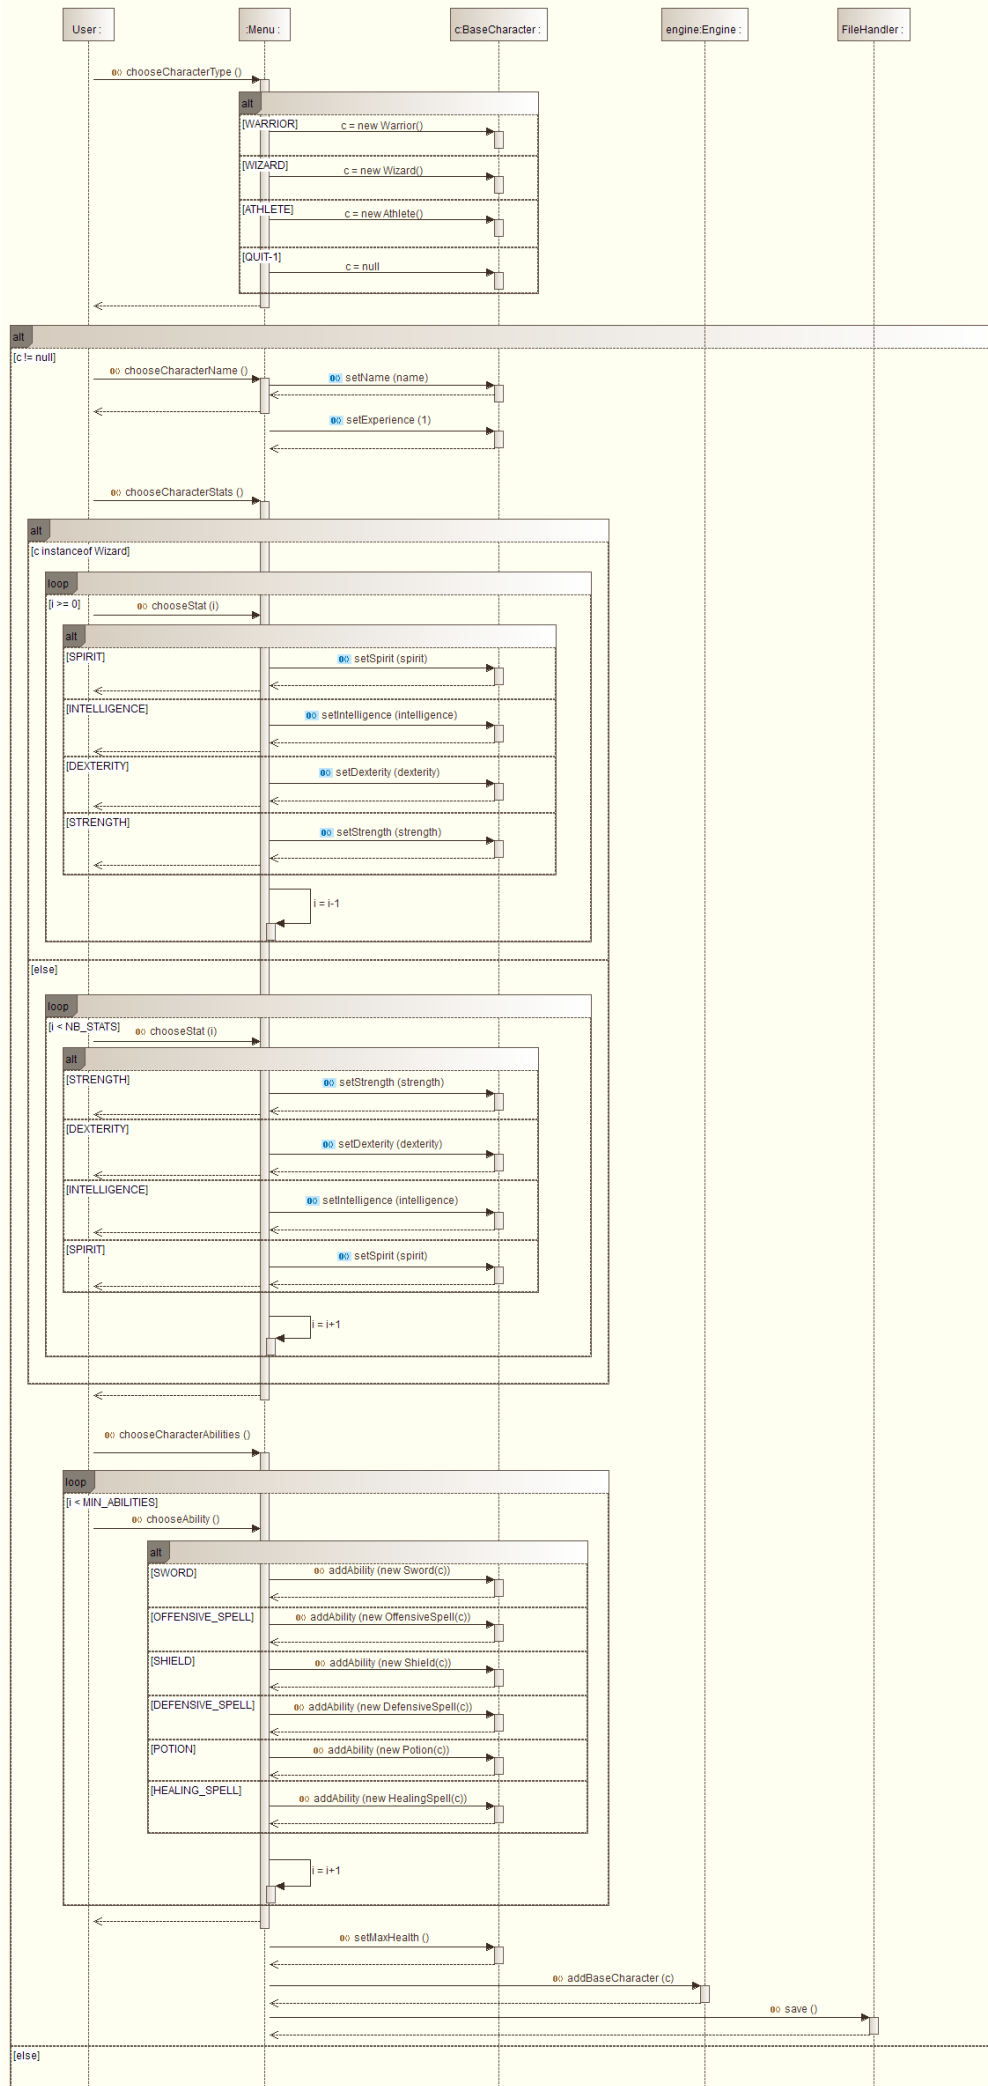 User :
:Menu :
c:BaseCharacter :
engine:Engine :
FileHandler :
chooseCharacterType ()
alt
[WARRIOR]
c = new Warrior()
[WIZARD]
c = new Wizard()
[ATHLETE]
c = new Athlete()
[QUIT-1]
c = null
alt
[c != null]
chooseCharacterName ()
setName (name)
setExperience (1)
chooseCharacterStats ()
alt
[c instanceof Wizard]
loop
[i >= 0]
chooseStat (i)
alt
[SPIRIT]
setSpirit (spirit)
[INTELLIGENCE]
setIntelligence (intelligence)
[DEXTERITY]
setDexterity (dexterity)
[STRENGTH]
setStrength (strength)
i = i-1
[else]
loop
[i < NB_STATS]
chooseStat (i)
alt
[STRENGTH]
setStrength (strength)
[DEXTERITY]
setDexterity (dexterity)
[INTELLIGENCE]
setIntelligence (intelligence)
[SPIRIT]
setSpirit (spirit)
i = i+1
chooseCharacterAbilities ()
loop
[i < MIN_ABILITIES]
chooseAbility ()
alt
[SWORD]
addAbility (new Sword(c))
[OFFENSIVE_SPELL]
addAbility (new OffensiveSpell(c))
[SHIELD]
addAbility (new Shield(c))
[DEFENSIVE_SPELL]
addAbility (new DefensiveSpell(c))
[POTION]
addAbility (new Potion(c))
[HEALING_SPELL]
addAbility (new HealingSpell(c))
i = i+1
setMaxHealth ()
addBaseCharacter (c)
save ()
[else]